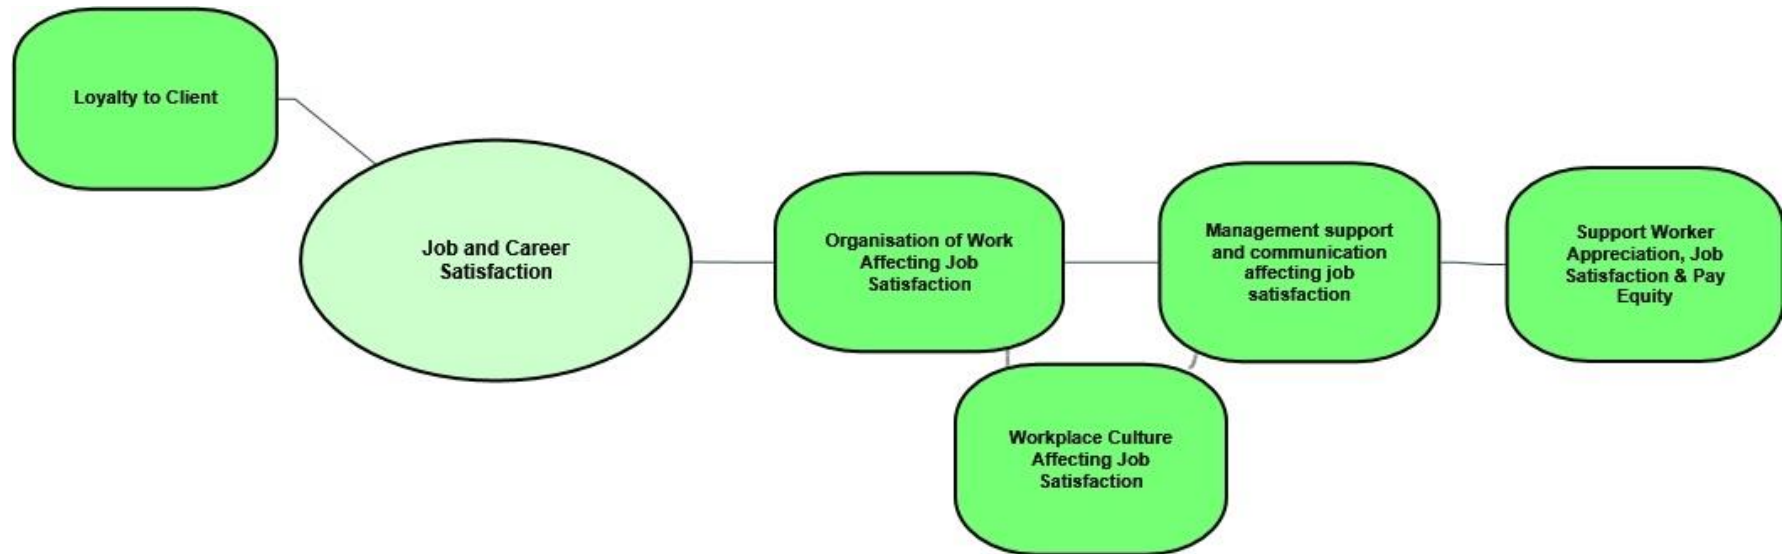 Loyalty to Client
Job and Career
Satisfaction
Organisation of Work
Affecting Job
Satisfaction
Management support
and communication
affecting job
satisfaction
Support Worker
Appreciation, Job
Satisfaction & Pay
Equity
Workplace Culture
Affecting Job
Satisfaction